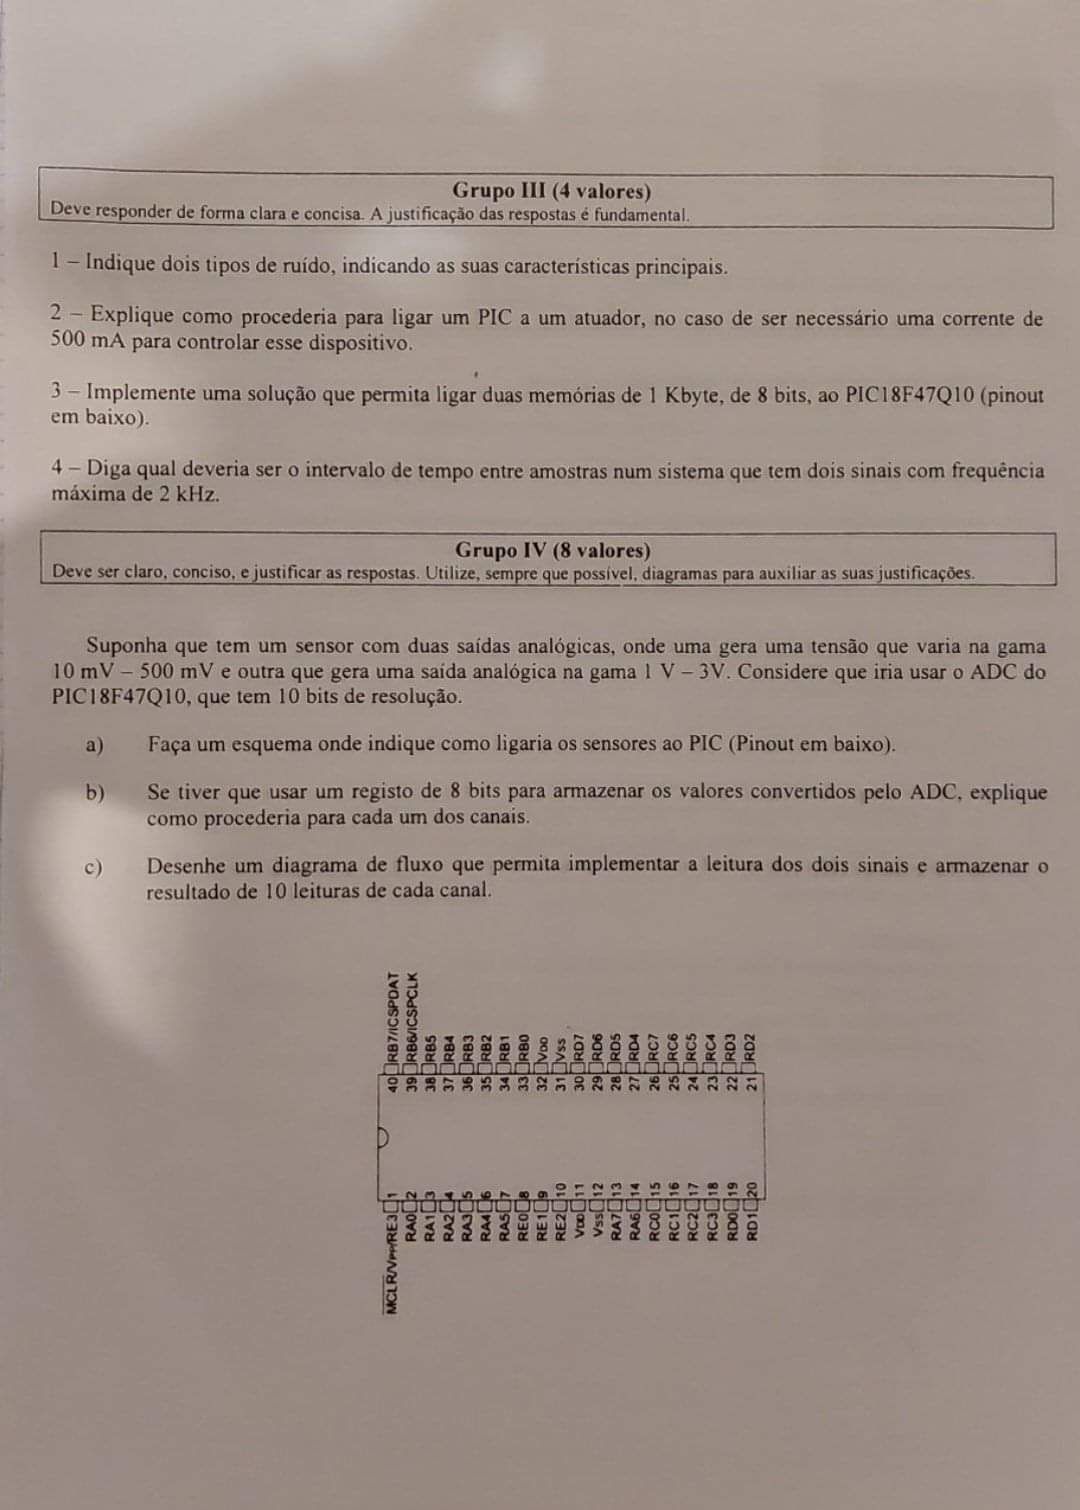 Grupo III (4 valores)
Deve responder de forma clara e concisa. A justificação das respostas é fundamental.
1 – Indique dois tipos de ruído, indicando as suas características principais.
2 – Explique como procederia para ligar um PIC a um atuador, no caso de ser necessário uma corrente de
500 mA para controlar esse dispositivo.
3 – Implemente uma solução que permita ligar duas memórias de 1 Kbyte, de 8 bits, ao PIC18F47Q10 (pinout
em baixo).
4 – Diga qual deveria ser o intervalo de tempo entre amostras num sistema que tem dois sinais com frequência
máxima de 2 kHz.
Grupo IV (8 valores)
Deve ser claro, conciso, e justificar as respostas. Utilize, sempre que possível, diagramas para auxiliar as suas justificações.
Suponha que tem um sensor com duas saídas analógicas, onde uma gera uma tensão que varia na gama
10 mV – 500 mV e outra que gera uma saída analógica na gama 1 V – 3V. Considere que iria usar o ADC do
PIC18F47Q10, que tem 10 bits de resolução.
a) Faça um esquema onde indique como ligaria os sensores ao PIC (Pinout em baixo).
b) Se tiver que usar um registo de 8 bits para armazenar os valores convertidos pelo ADC, explique
como procederia para cada um dos canais.
c) Desenhe um diagrama de fluxo que permita implementar a leitura dos dois sinais e armazenar o
resultado de 10 leituras de cada canal.
MCLR/VPP/RE3 1
RA0 2
RA1 3
RA2 4
RA3 5
RA4 6
RA5 7
RE0 8
RE1 9
RE2 10
VDD 11
VSS 12
RA7 13
RA6 14
RC0 15
RC1 16
RC2 17
RC3 18
RD0 19
RD1 20
40 RB7/ICSPDAT
39 RB6/ICSPCLK
38 RB5
37 RB4
36 RB3
35 RB2
34 RB1
33 RB0
32 VDD
31 VSS
30 RD7
29 RD6
28 RD5
27 RD4
26 RC7
25 RC6
24 RC5
23 RC4
22 RD3
21 RD2